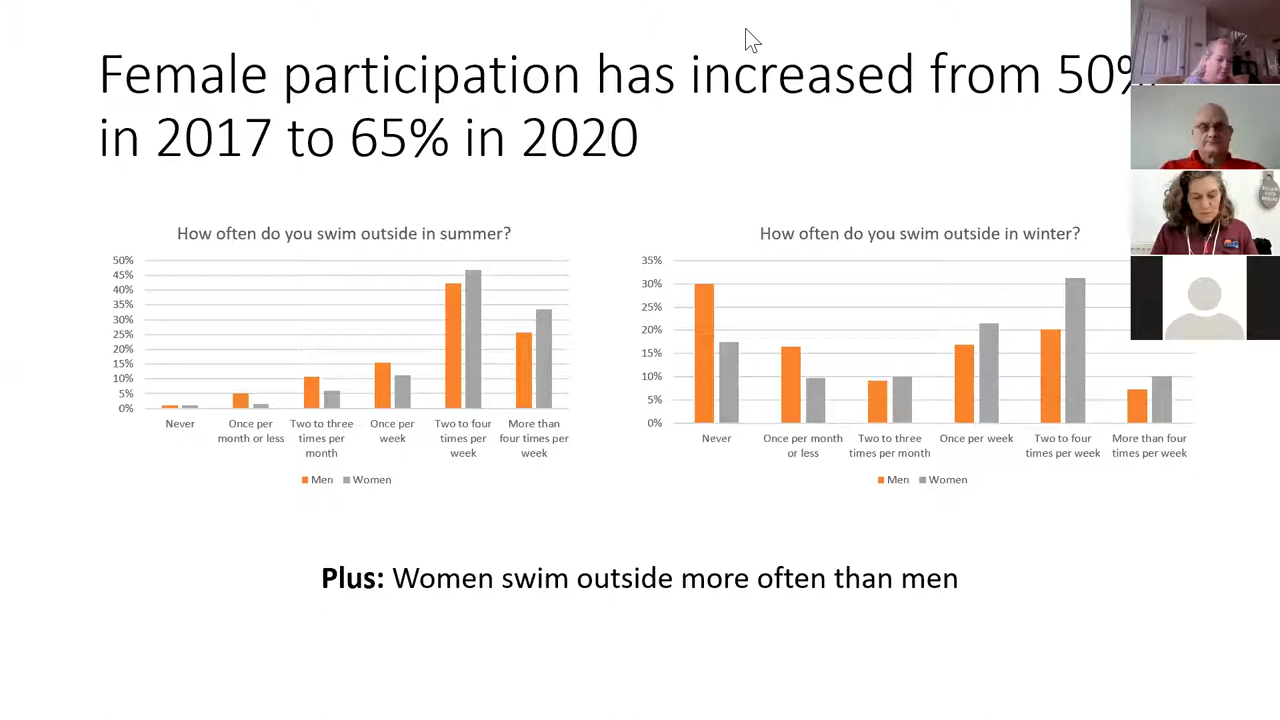 Female participation has increased from 50%
in 2017 to 65% in 2020
How often do you swim outside in summer?
50%
45%
40%
35%
30%
25%
20%
15%
10%
5%
0%
Never
Once per
month or less
Two to three
times per
month
Once per
week
Two to four
times per
week
More than
four times per
week
Men
Women
How often do you swim outside in winter?
35%
30%
25%
20%
15%
10%
5%
0%
Never
Once per month
or less
Two to three
times per month
Once per week
Two to four
times per week
More than four
times per week
Men
Women
Plus: Women swim outside more often than men